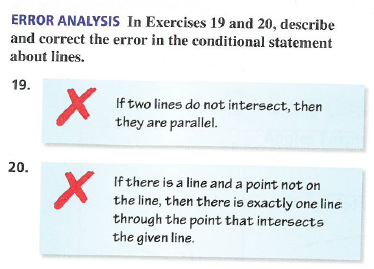 ERROR ANALYSIS In Exercises 19 and 20, describe
and correct the error in the conditional statement
about lines.
19.
If two lines do not intersect, then
they are parallel.
20.
If there is a line and a point not on
the line, then there is exactly one line
through the point that intersects
the given line.